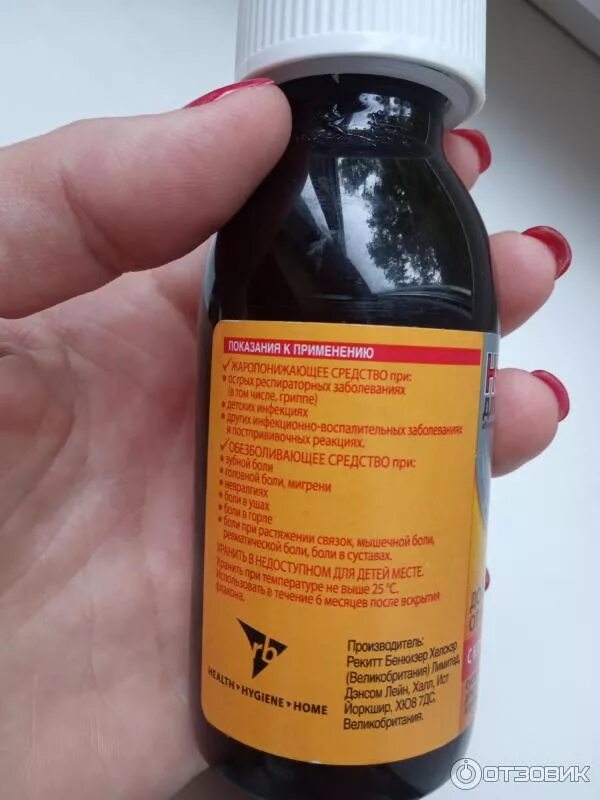 ПОКАЗАНИЯ К ПРИМЕНЕНИЮ
✓ЖАРОПОНИЖАЮЩЕЕ СРЕДСТВО при:
• острых респираторных заболеваниях
(в том числе, гриппе)
• детских инфекциях
• других инфекционно-воспалительных заболеваниях
и постпрививочных реакциях.
✓ОБЕЗБОЛИВАЮЩЕЕ СРЕДСТВО при:
• зубной боли
• головной боли, мигрени
• невралгиях
• боли в ушах
• боли в горле
• боли при растяжении связок, мышечной боли,
ревматической боли, боли в суставах.
ХРАНИТЬ В НЕДОСТУПНОМ ДЛЯ ДЕТЕЙ МЕСТЕ.
Хранить при температуре не выше 25 °C.
Использовать в течение 6 месяцев после вскрытия
флакона.
rb
HEALTH • HYGIENE • HOME
Производитель:
Рекитт Бенкизер Хелскэр
(Великобритания) Лимитед,
Дэнсом Лейн, Халл, Ист
Йоркшир, ХЮ8 7ДС,
Великобритания.
ОТЗОВИК